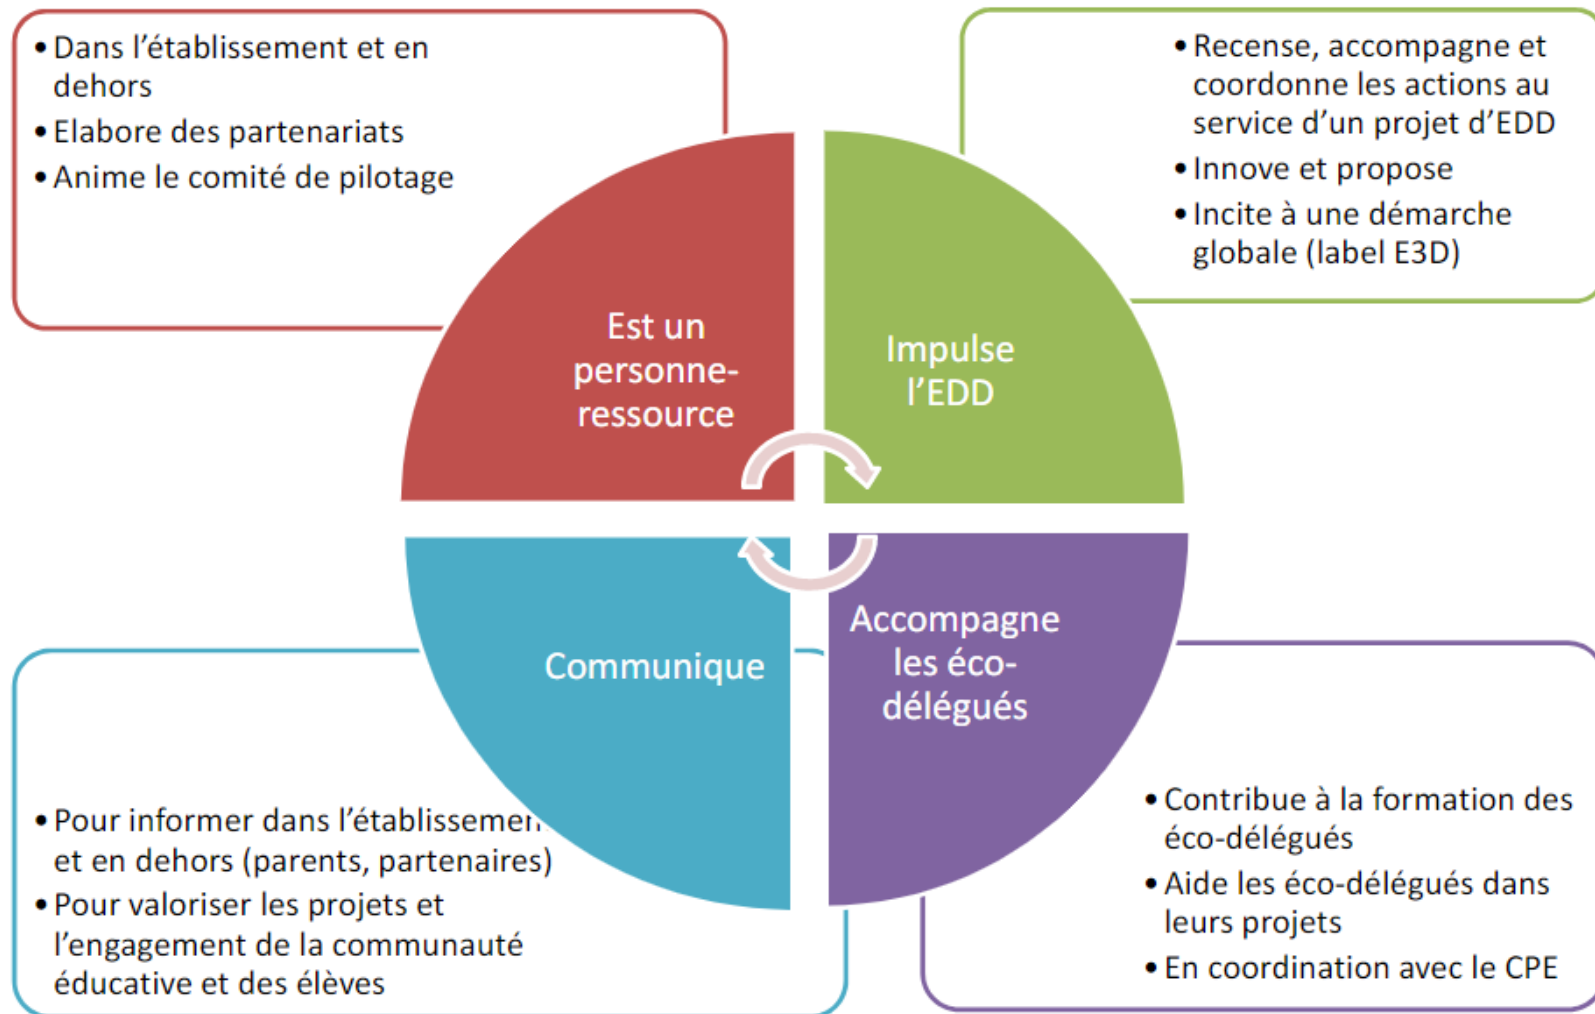 • Dans l'établissement et en
dehors
• Elabore des partenariats
• Anime le comité de pilotage
• Recense, accompagne et
coordonne les actions au
service d'un projet d'EDD
• Innove et propose
• Incite à une démarche
globale (label E3D)
Est un
personne-
ressource
Impulse
l'EDD
Communique
Accompagne
les éco-
délégués
• Pour informer dans l'établissemen
et en dehors (parents, partenaires)
• Pour valoriser les projets et
l'engagement de la communauté
éducative et des élèves
• Contribue à la formation des
éco-délégués
• Aide les éco-délégués dans
leurs projets
• En coordination avec le CPE